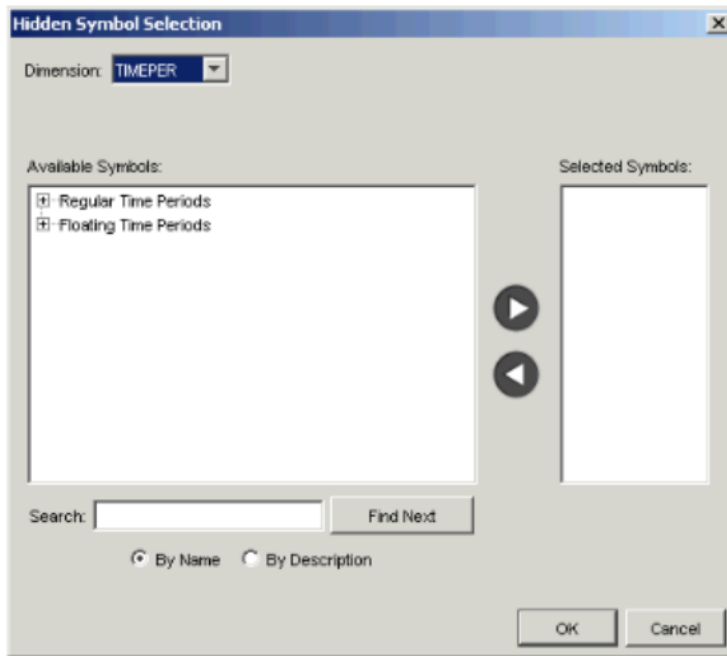 Hidden Symbol Selection
Dimension: TIMEPER
Available Symbols:
Selected Symbols:
Regular Time Periods
Floating Time Periods
Search:
Find Next
By Name
By Description
OK
Cancel